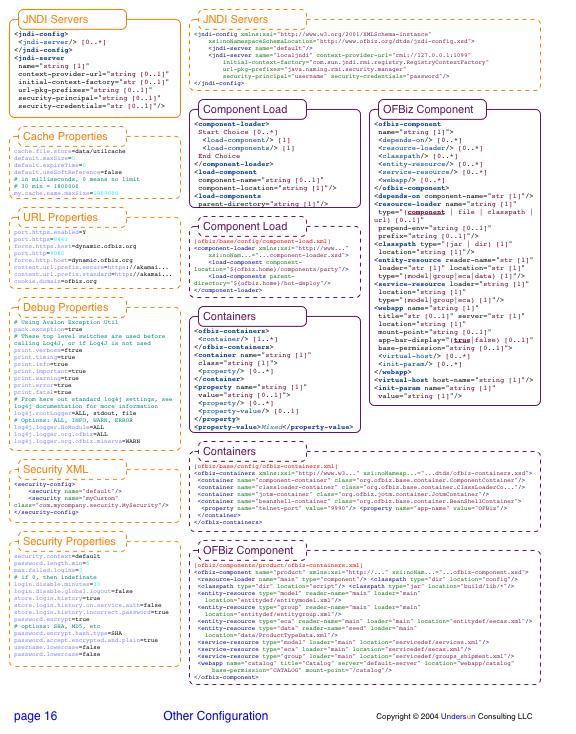 JNDI Servers
<jndi-config>
<jndi-server/> [0..*]
</jndi-config>
<jndi-server
name="string [1]"
context-provider-url="string [0..1]"
initial-context-factory="str [0..1]"
url-pkg-prefixes="string [0..1]"
security-principal="string [0..1]"
security-credentials="str [0..1]"/>
Cache Properties
cache.file.store=data/utilcache
default.maxSize=0
default.expireTime=0
default.useSoftReference=false
# in milliseconds, 0 means no limit
# 30 min = 1800000
my.cache.name.maxSize=1800000
URL Properties
port.https.enabled=Y
port.https=8443
force.https.host=dynamic.ofbiz.org
port.http=8080
force.http.host=dynamic.ofbiz.org
content.url.prefix.secure=https://akamai...
content.url.prefix.standard=http://akamai...
cookie.domain=ofbiz.org
Debug Properties
# Using Avalon Exception Util
pack.exception=true
# These top level switches are used before
calling Log4J, or if Log4J is not used
print.verbose=ftrue
print.timing=true
print.info=true
print.important=true
print.warning=true
print.error=true
print.fatal=true
# From here out standard log4j settings, see
log4j documentation for more information
log4j.rootLogger=ALL, stdout, file
# Options: ALL, INFO, WARN, ERROR
log4j.logger.NoModule=ALL
log4j.logger.org.ofbiz=ALL
log4j.logger.org.ofbiz.minerva=WARN
Security XML
<security-config>
<security name="default"/>
<security name="myCustom"
class="com.mycompany.security.MySecurity"/>
</security-config>
Security Properties
security.context=default
password.length.min=5
max.failed.logins=3
# if 0, then indefinate
login.disable.minutes=30
login.disable.global.logout=false
store.login.history=true
store.login.history.on.service.auth=false
store.login.history.incorrect.password=true
password.encrypt=true
# options: SHA, MD5, etc
password.encrypt.hash.type=SHA
password.accept.encrypted.and.plain=true
username.lowercase=false
password.lowercase=false
JNDI Servers
<jndi-config xmlns:xsi="http://www.w3.org/2001/XMLSchema-instance"
xsi:noNamespaceSchemaLocation="http://www.ofbiz.org/dtds/jndi-config.xsd">
<jndi-server name="default"/>
<jndi-server name="localjndi" context-provider-url="rmi://127.0.0.1:1099"
initial-context-factory="com.sun.jndi.rmi.registry.RegistryContextFactory"
url-pkg-prefixes="java.naming.rmi.security.manager"
security-principal="username" security-credentials="password"/>
</jndi-config>
Component Load
<component-loader>
Start Choice [0..*]
<load-component/> [1]
<load-components/> [1]
End Choice
</component-loader>
<load-component
component-name="string [0..1]"
component-location="string [1]"/>
<load-components
parent-directory="string [1]"/>
Component Load
[ofbiz/base/config/component-load.xml]
<component-loader xmlns:xsi="http://www..."
xsi:noNam...="...component-loader.xsd">
<load-component component-
location="${ofbiz.home}/components/party"/>
<load-components parent-
directory="${ofbiz.home}/hot-deploy"/>
</component-loader>
Containers
<ofbiz-containers>
<container/> [1..*]
</ofbiz-containers>
<container name="string [1]"
class="string [1]">
<property/> [0..*]
</container>
<property name="string [1]"
value="string [0..1]">
<property/> [0..*]
<property-value/> [0..1]
</property>
<property-value>Mixed</property-value>
OFBiz Component
<ofbiz-component
name="string [1]">
<depends-on/> [0..*]
<resource-loader/> [0..*]
<classpath/> [0..*]
<entity-resource/> [0..*]
<service-resource/> [0..*]
<webapp/> [0..*]
</ofbiz-component>
<depends-on component-name="str [1]"/>
<resource-loader name="string [1]"
type="(component | file | classpath |
url) [0..1]"
prepend-env="string [0..1]"
prefix="string [0..1]"/>
<classpath type="(jar | dir) [1]"
location="string [1]"/>
<entity-resource reader-name="str [1]"
loader="str [1]" location="str [1]"
type="(model|group|eca|data) [1]"/>
<service-resource loader="string [1]"
location="string [1]"
type="(model|group|eca) [1]"/>
<webapp name="string [1]"
title="str [0..1]" server="str [1]"
location="string [1]"
mount-point="string [0..1]"
app-bar-display="(true|false) [0..1]"
base-permission="string [0..1]">
<virtual-host/> [0..*]
<init-param/> [0..*]
</webapp>
<virtual-host host-name="string [1]"/>
<init-param name="string [1]"
value="string [1]"/>
Containers
[ofbiz/base/config/ofbiz-containers.xml]
<ofbiz-containers xmlns:xsi="http://www.w3..." xsi:noNamesp...="...dtds/ofbiz-containers.xsd">
<container name="component-container" class="org.ofbiz.base.container.ComponentContainer"/>
<container name="classloader-container" class="org.ofbiz.base.container.ClassLoaderCo..."/>
<container name="jotm-container" class="org.ofbiz.jotm.container.JotmContainer"/>
<container name="beanshell-container" class="org.ofbiz.base.container.BeanShellContainer">
<property name="telnet-port" value="9990"/> <property name="app-name" value="OFBiz"/>
</container>
</ofbiz-containers>
OFBiz Component
[ofbiz/components/product/ofbiz-containers.xml]
<ofbiz-component name="product" xmlns:xsi="http://..." xsi:noNam...="...ofbiz-component.xsd">
<resource-loader name="main" type="component"/> <classpath type="dir" location="config"/>
<classpath type="dir" location="script"/> <classpath type="jar" location="build/lib/*"/>
<entity-resource type="model" reader-name="main" loader="main"
location="entitydef/entitymodel.xml"/>
<entity-resource type="group" reader-name="main" loader="main"
location="entitydef/entitygroup.xml"/>
<entity-resource type="eca" reader-name="main" loader="main" location="entitydef/eecas.xml"/>
<entity-resource type="data" reader-name="seed" loader="main"
location="data/ProductTypeData.xml"/>
<service-resource type="model" loader="main" location="servicedef/services.xml"/>
<service-resource type="eca" loader="main" location="servicedef/secas.xml"/>
<service-resource type="group" loader="main" location="servicedef/groups_shipment.xml"/>
<webapp name="catalog" title="Catalog" server="default-server" location="webapp/catalog"
base-permission="CATALOG" mount-point="/catalog"/>
</ofbiz-component>
page 16
Other Configuration
Copyright © 2004 Undersun Consulting LLC